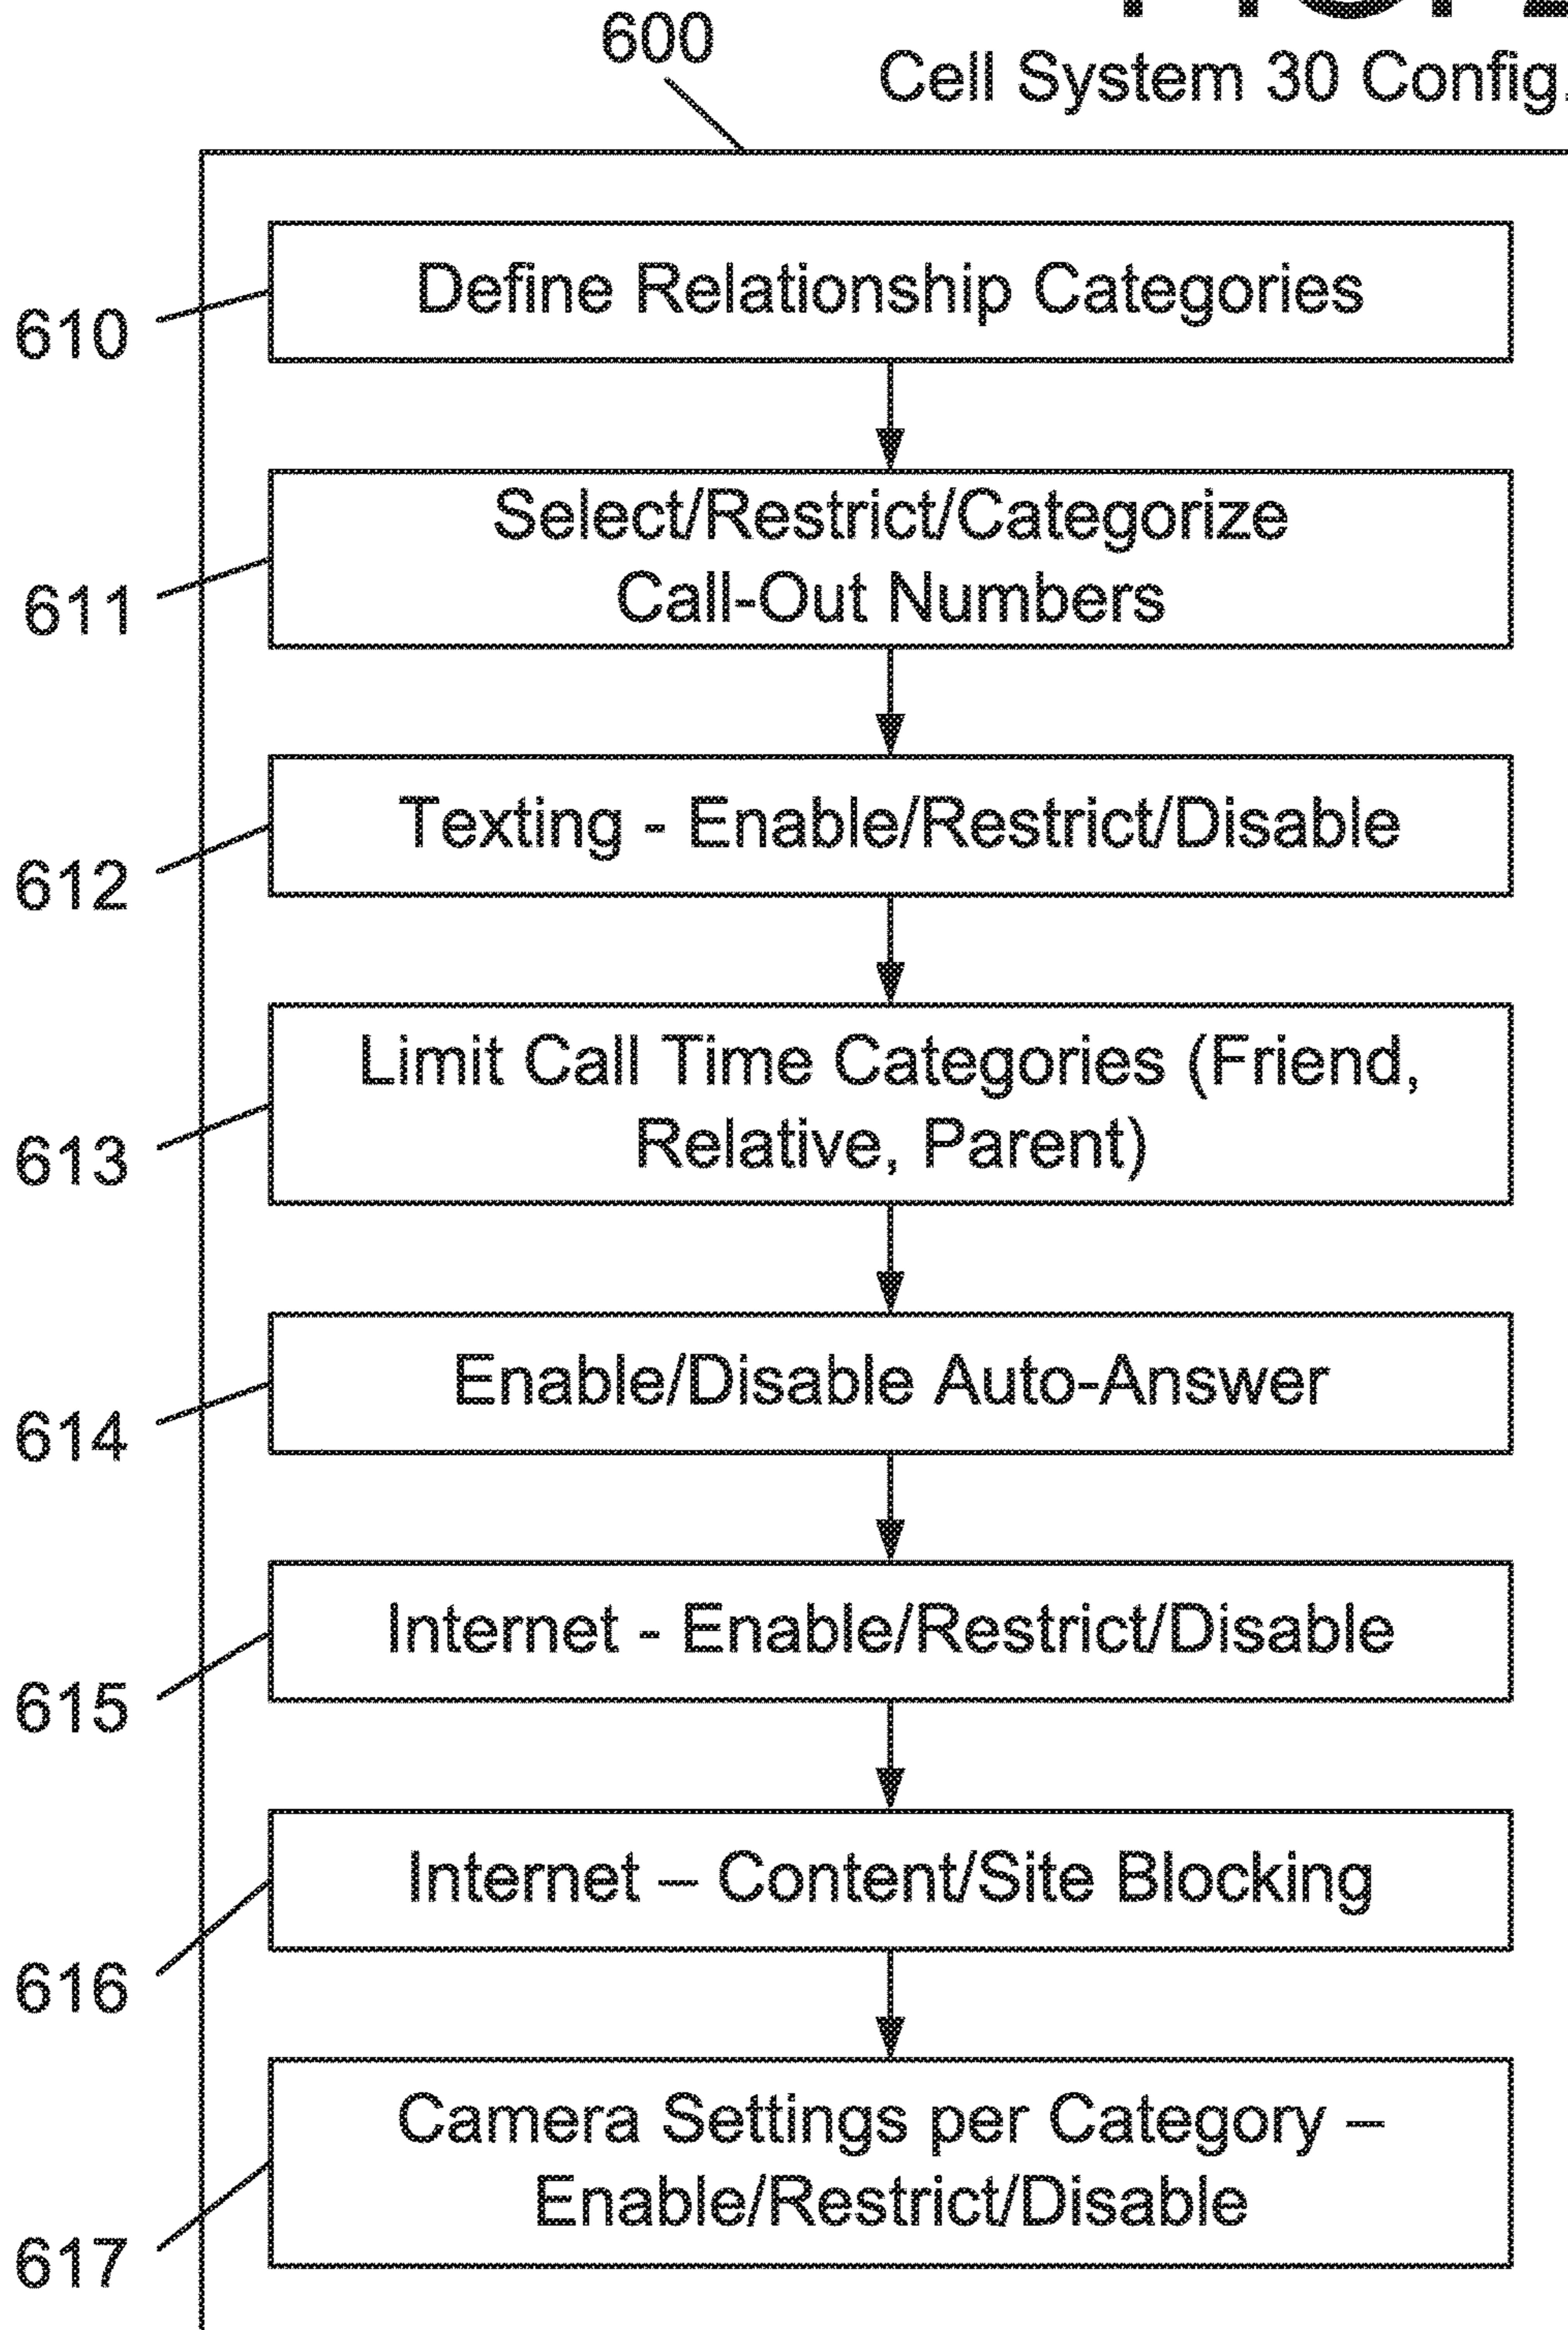 600
Cell System 30 Config.
610
Define Relationship Categories
611
Select/Restrict/Categorize
Call-Out Numbers
612
Texting - Enable/Restrict/Disable
613
Limit Call Time Categories (Friend,
Relative, Parent)
614
Enable/Disable Auto-Answer
615
Internet - Enable/Restrict/Disable
616
Internet – Content/Site Blocking
617
Camera Settings per Category –
Enable/Restrict/Disable